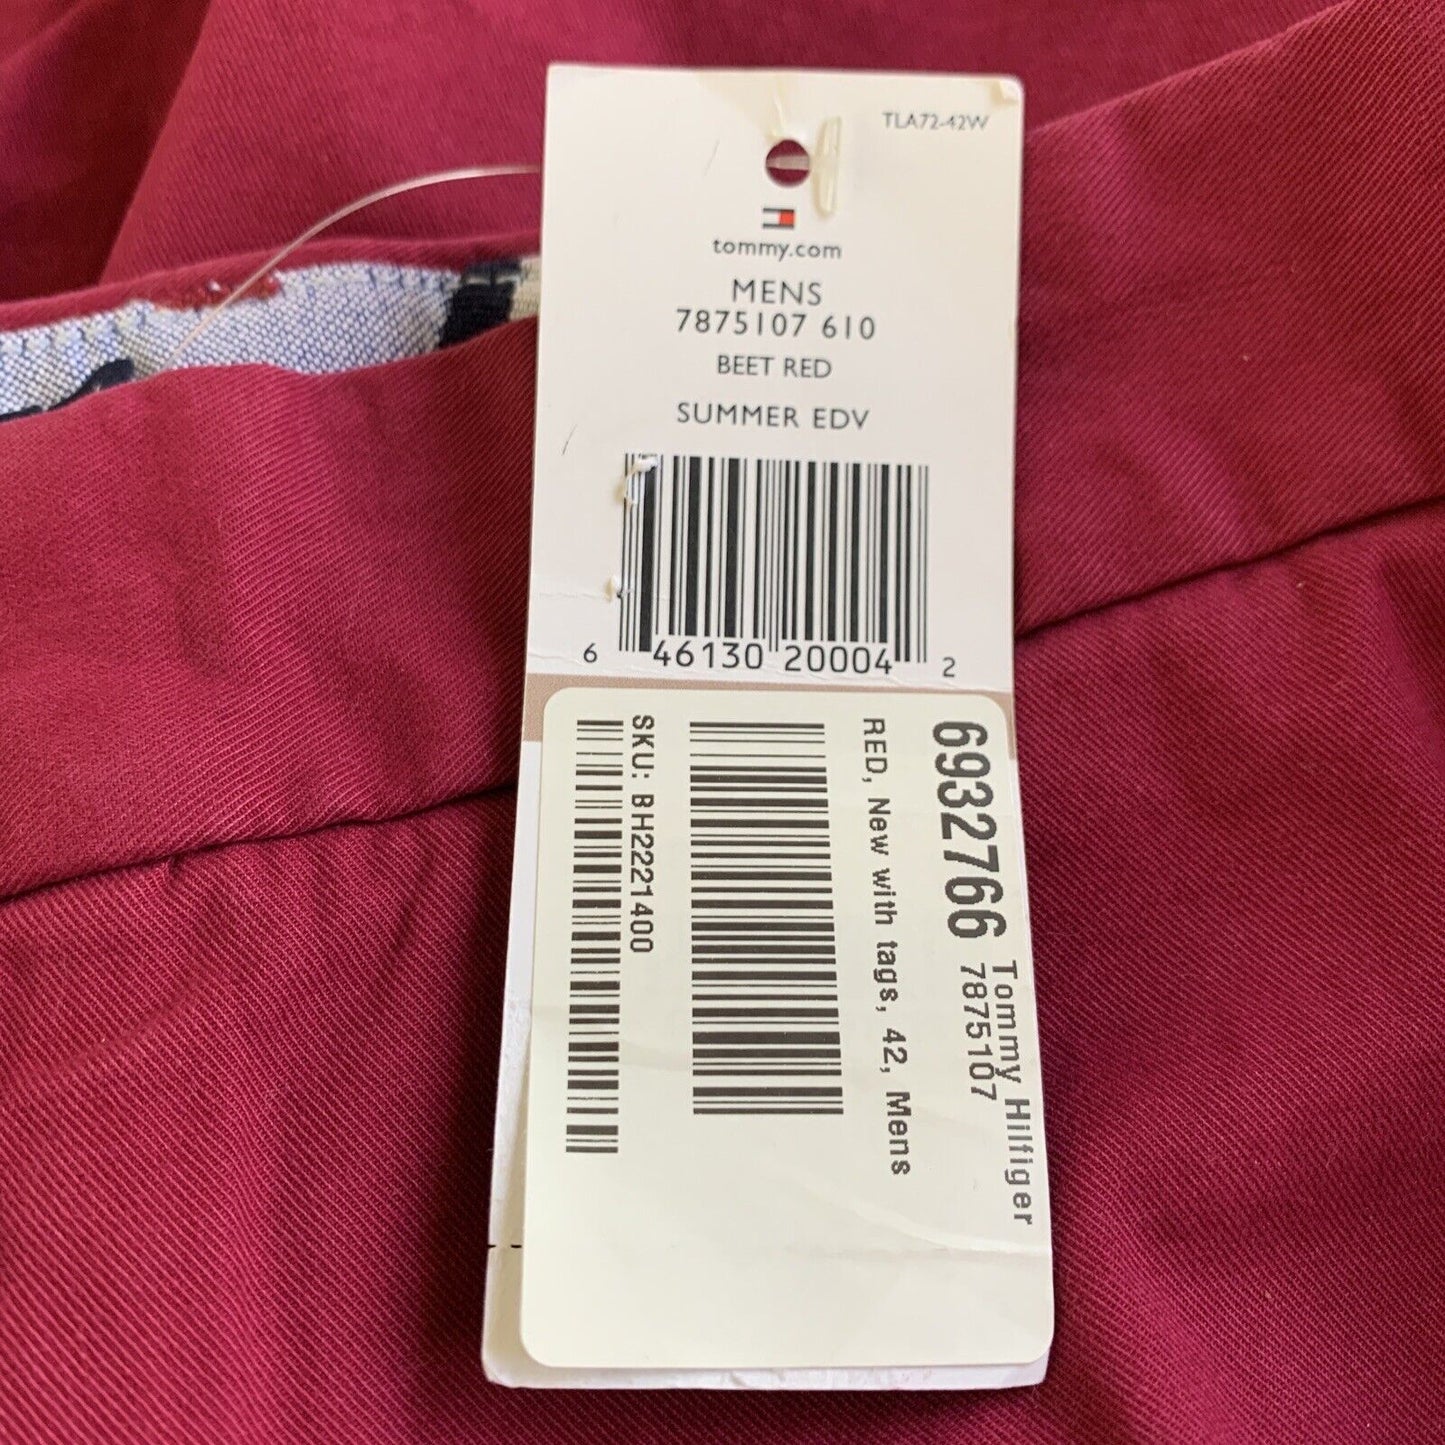 TLA72-42W
tommy.com
MENS
7875107 610
BEET RED
SUMMER EDV
6 46130 20004 2
6932766
Tommy Hilfiger
7875107
RED, New with tags, 42, Mens
SKU: BH2221400